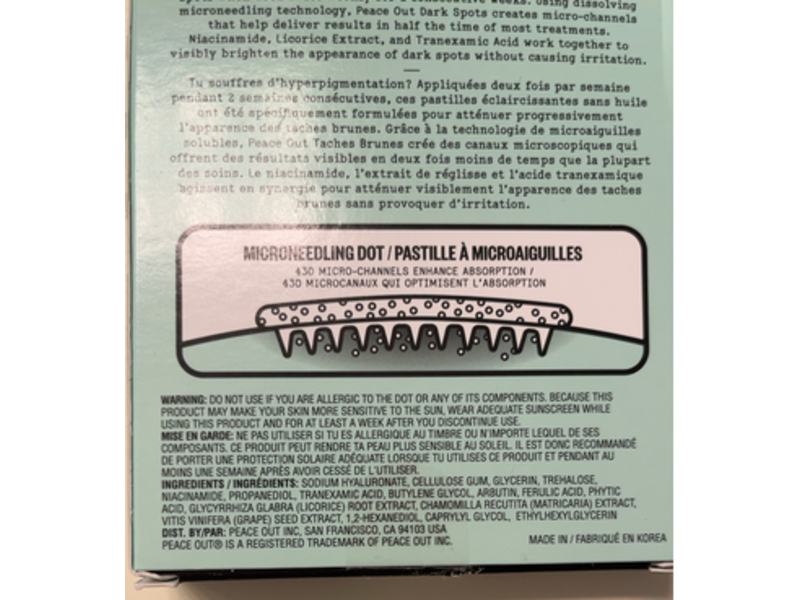 microneedling technology, Peace Out Dark Spots creates micro-channels
that help deliver results in half the time of most treatments.
Niacinamide, Licorice Extract, and Tranexamic Acid work together to
visibly brighten the appearance of dark spots without causing irritation.
Tu souffres d'hyperpigmentation? Appliquées deux fois par semaine
pendant 2 semaines consécutives, ces pastilles éclaircissantes sans huile
ont été spécifiquement formulées pour atténuer progressivement
l'apparence des taches brunes. Grâce à la technologie de microaiguilles
solubles, Peace Out Taches Brunes crée des canaux microscopiques qui
offrent des résultats visibles en deux fois moins de temps que la plupart
des soins. Le niacinamide, l'extrait de réglisse et l'acide tranexamique
agissent en synergie pour atténuer visiblement l'apparence des taches
brunes sans provoquer d'irritation.
MICRONEEDLING DOT / PASTILLE À MICROAIGUILLES
430 MICRO-CHANNELS ENHANCE ABSORPTION /
430 MICROCANAUX QUI OPTIMISENT L'ABSORPTION
WARNING: DO NOT USE IF YOU ARE ALLERGIC TO THE DOT OR ANY OF ITS COMPONENTS. BECAUSE THIS
PRODUCT MAY MAKE YOUR SKIN MORE SENSITIVE TO THE SUN, WEAR ADEQUATE SUNSCREEN WHILE
USING THIS PRODUCT AND FOR AT LEAST A WEEK AFTER YOU DISCONTINUE USE.
MISE EN GARDE: NE PAS UTILISER SI TU ES ALLERGIQUE AU TIMBRE OU N'IMPORTE LEQUEL DE SES
COMPOSANTS. CE PRODUIT PEUT RENDRE TA PEAU PLUS SENSIBLE AU SOLEIL. IL EST DONC RECOMMANDÉ
DE PORTER UNE PROTECTION SOLAIRE ADÉQUATE LORSQUE TU UTILISES CE PRODUIT ET PENDANT AU
MOINS UNE SEMAINE APRÈS AVOIR CESSÉ DE L'UTILISER.
INGREDIENTS / INGRÉDIENTS: SODIUM HYALURONATE, CELLULOSE GUM, GLYCERIN, TREHALOSE,
NIACINAMIDE, PROPANEDIOL, TRANEXAMIC ACID, BUTYLENE GLYCOL, ARBUTIN, FERULIC ACID, PHYTIC
ACID, GLYCYRRHIZA GLABRA (LICORICE) ROOT EXTRACT, CHAMOMILLA RECUTITA (MATRICARIA) EXTRACT,
VITIS VINIFERA (GRAPE) SEED EXTRACT, 1,2-HEXANEDIOL, CAPRYLYL GLYCOL, ETHYLHEXYLGLYCERIN
DIST. BY/PAR: PEACE OUT INC, SAN FRANCISCO, CA 94103 USA
PEACE OUT® IS A REGISTERED TRADEMARK OF PEACE OUT INC. MADE IN / FABRIQUÉ EN KOREA